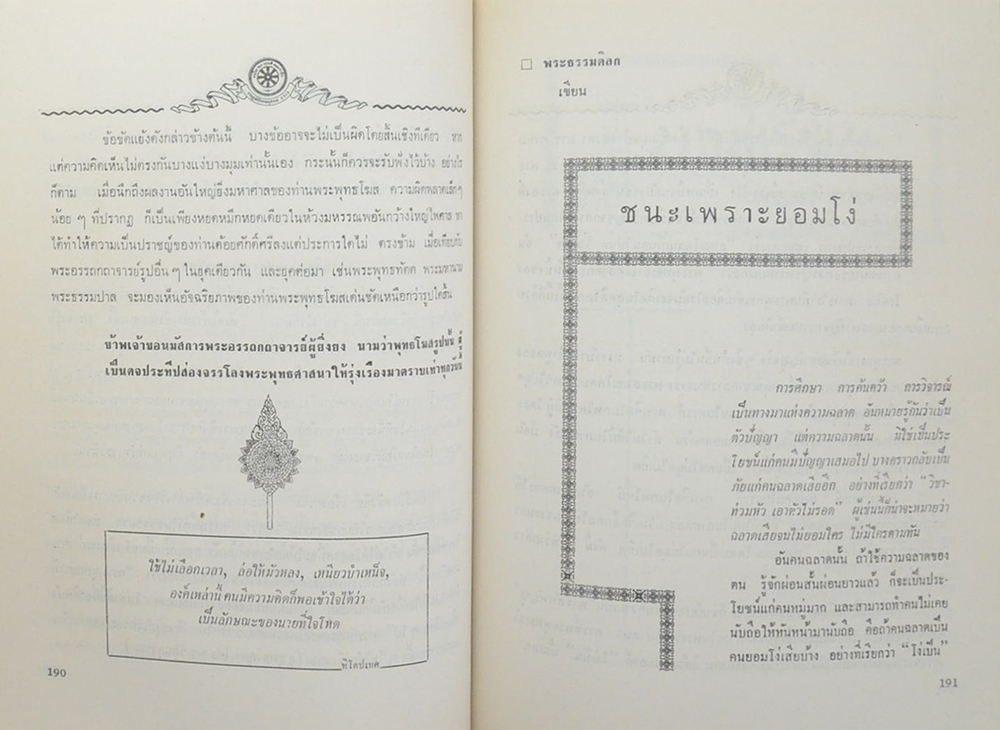 ข้อขัดแย้งดังกล่าวข้างต้นนี้ บางข้ออาจจะไม่เป็นผิดโดยสิ้นเชิงทีเดียว
แต่ความคิดเห็นไม่ตรงกันบางแง่บางมุมเท่านั้นเอง กระนั้นก็ควรจะรับฟังไว้บ้าง อย่างไร
ก็ตาม เมื่อนึกถึงผลงานอันใหญ่ยิ่งมหาศาลของท่านพระพุทธโฆส ความผิดพลาดเล็กๆ
น้อย ๆ ที่ปรากฏ ก็เป็นเพียงหยดหมึกหยดเดียวในห้วงมหรรณพอันกว้างใหญ่ไพศาล
ได้ทำให้ความเป็นปราชญ์ของท่านด้อยศักดิ์ศรีลงแต่ประการใดไม่ ตรงข้าม เมื่อเทียบกับ
พระอรรถกถาจารย์รูปอื่น ๆ ในยุคเดียวกัน และยุคต่อมา เช่นพระพุทธทัตต พระมหานาม
พระธรรมปาล จะมองเห็นอัจฉริยภาพของท่านพระพุทธโฆสเด่นชัดเหนือกว่ารูปใดสิ้น
ข้าพเจ้าขอนมัสการพระอรรถกถาจารย์ผู้ยิ่งยง นามว่าพุทธโฆสรูปนั้น ผู้
เป็นดจประทีปส่องจรรโลงพระพุทธศาสนาให้รุ่งเรืองมาตราบเท่าทุกวันนี้
ใช้ไม่เลือกเวลา, ล่อให้มัวหลง, เหนียวบำเหน็จ,
องค์เหล่านี้ คนมีความคิดก็พอเข้าใจได้ว่า
เป็นลักษณะของนายที่ใจโหด
หิโตปเทศ
190
พระธรรมดิลก
เขียน
ชนะเพราะยอมโง่
การศึกษา การค้นคว้า การวิจารณ์
เป็นทางมาแห่งความฉลาด อันหมายรู้กันว่าเป็น
ตัวปัญญา แต่ความฉลาดนั้น มิใช่เป็นประ
โยชน์แก่คนมีปัญญาเสมอไป บางคราวกลับเป็น
ภัยแก่คนฉลาดเสียอีก อย่างที่เรียกว่า "วิชา-
ท่วมหัว เอาตัวไม่รอด" ผู้เช่นนี้ก็น่าจะหมายว่า
ฉลาดเสียจนไม่ยอมใคร ไม่มีใครตามทัน
อันคนฉลาดนั้น ถ้าใช้ความฉลาดของ
ตน รู้จักผ่อนสั้นผ่อนยาวแล้ว ก็จะเป็นประ-
โยชน์แก่คนหมู่มาก และสามารถทำคนไม่เคย
นับถือให้หันหน้ามานับถือ คือถ้าคนฉลาดเป็น
คนยอมโง่เสียบ้าง อย่างที่เรียกว่า "โง่เป็น"
191